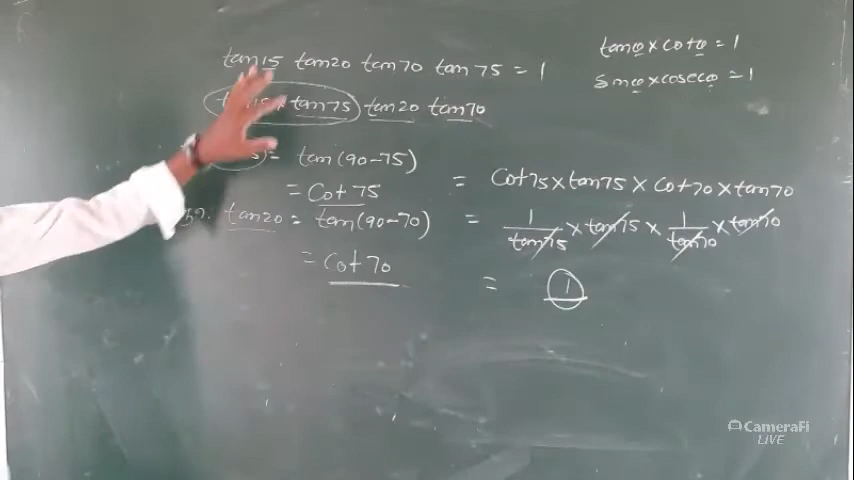 tan15 tan20 tan70 tan75 = 1
tan75 tan20 tan70
= tan(90-75)
= Cot 75
tan20 = tan(90-70)
= Cot 70
tanθ × cotθ = 1
sinθ × cosecθ = 1
= Cot75 × tan75 × Cot70 × tan70
= 1/tan75 × tan75 × 1/tan70 × tan70
= 1
CameraFi
LIVE